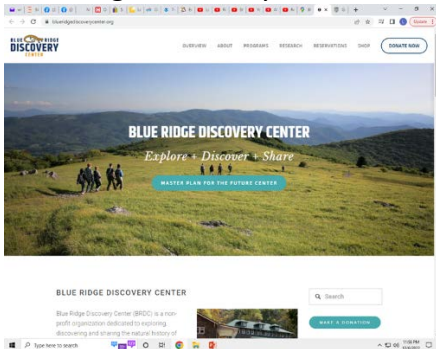 blueridgediscoverycenter.org
BLUE RIDGE
DISCOVERY
CENTER
OVERVIEW ABOUT PROGRAMS RESEARCH RESERVATIONS SHOP DONATE NOW
BLUE RIDGE DISCOVERY CENTER
Explore + Discover + Share
MASTER PLAN FOR THE FUTURE CENTER
BLUE RIDGE DISCOVERY CENTER
Search
MAKE A DONATION
Blue Ridge Discovery Center (BRDC) is a non-
profit organization dedicated to exploring,
discovering and sharing the natural history of
Type here to search